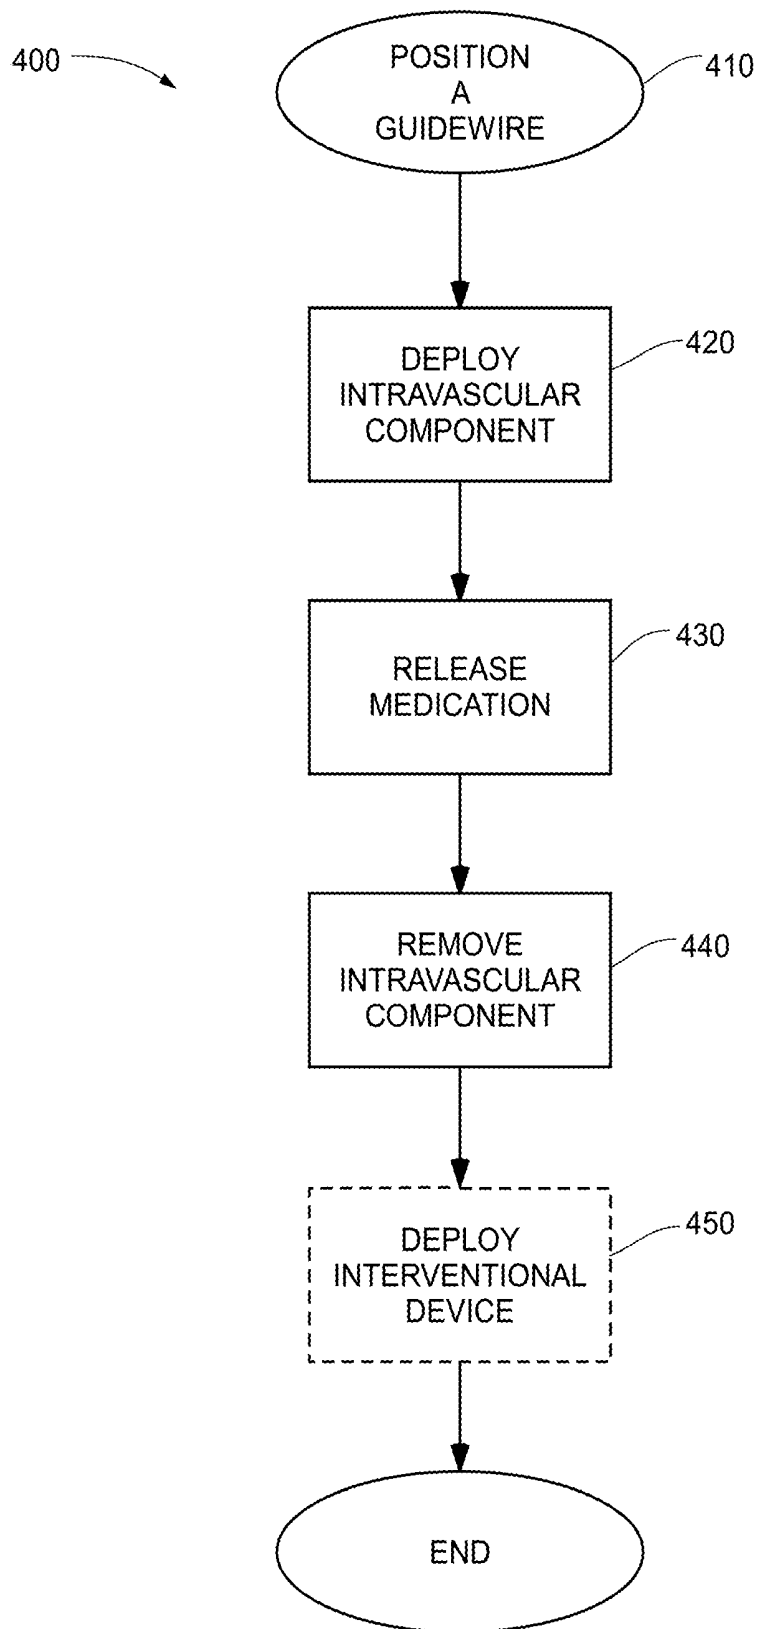 400
POSITION
A
GUIDEWIRE
410
DEPLOY
INTRAVASCULAR
COMPONENT
420
RELEASE
MEDICATION
430
REMOVE
INTRAVASCULAR
COMPONENT
440
DEPLOY
INTERVENTIONAL
DEVICE
450
END